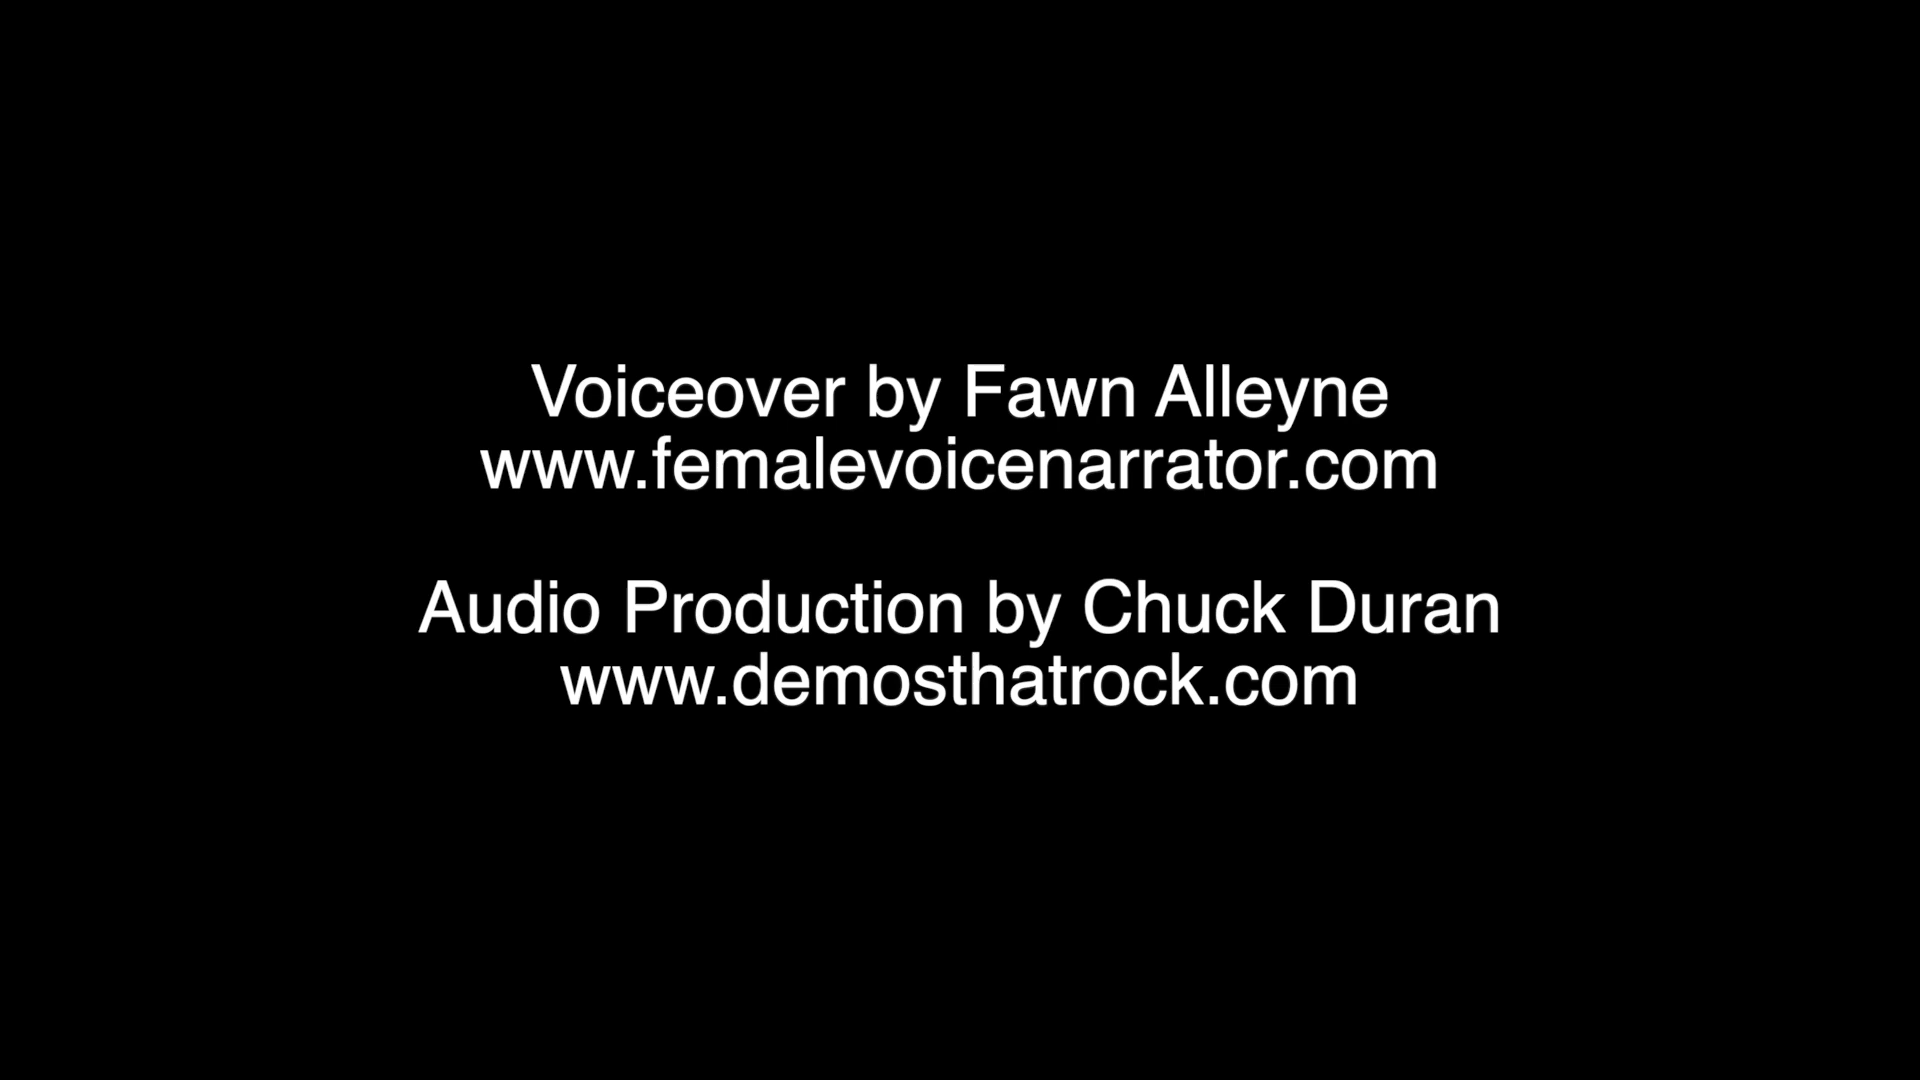 Voiceover by Fawn Alleyne
www.femalevoicenarrator.com
Audio Production by Chuck Duran
www.demosthatrock.com